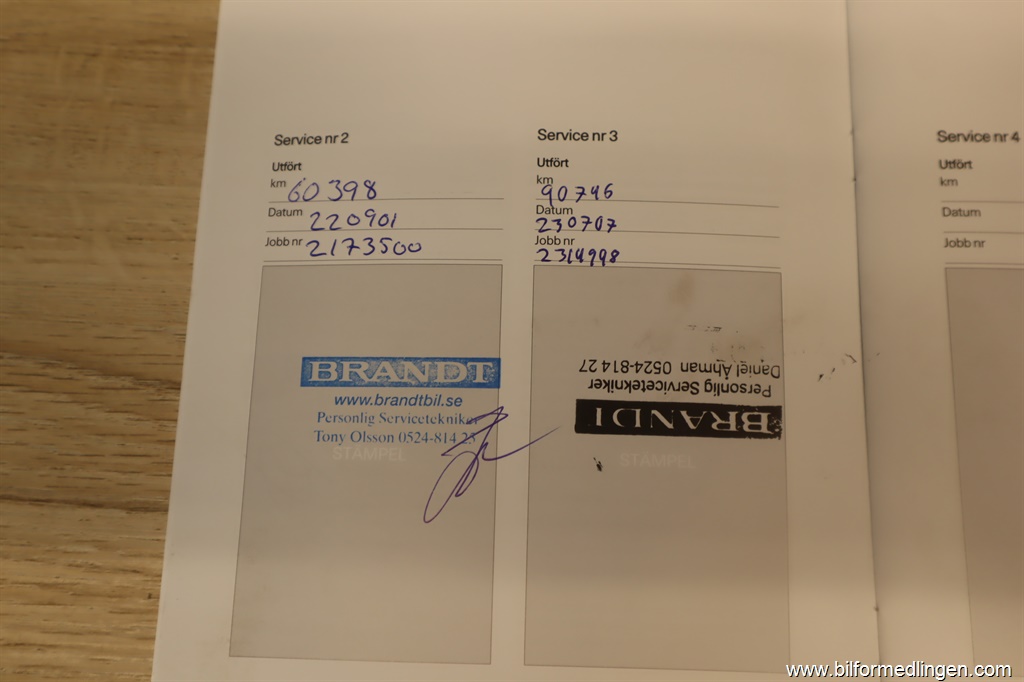 Service nr 2
Utfört
km 60398
Datum 220901
Jobb nr 2173500
BRANDT
www.brandtbil.se
Personlig Servicetekniker
Tony Olsson 0524-814 23
STÄMPEL
Service nr 3
Utfört
km 90746
Datum 230707
Jobb nr 2314998
BRANDT
Personlig Servicetekniker
Daniel Åhman 0524-814 27
STÄMPEL
Service nr 4
Utfört
km
Datum
Jobb nr
www.bilformedlingen.com